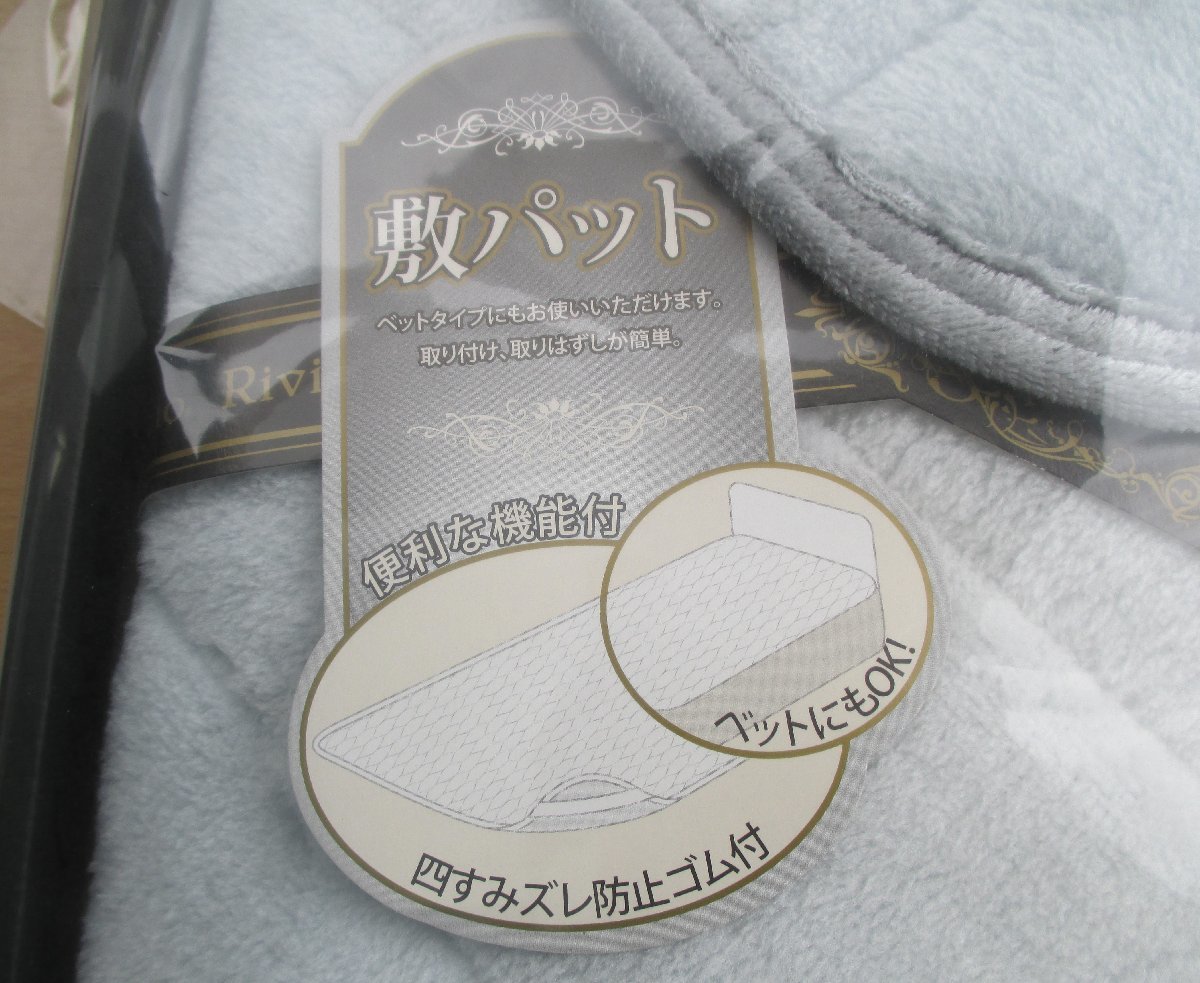 敷パット
ベットタイプにもお使いいただけます。
取り付け、取りはずしが簡単。
便利な機能付
ベットにもOK!
四すみズレ防止ゴム付